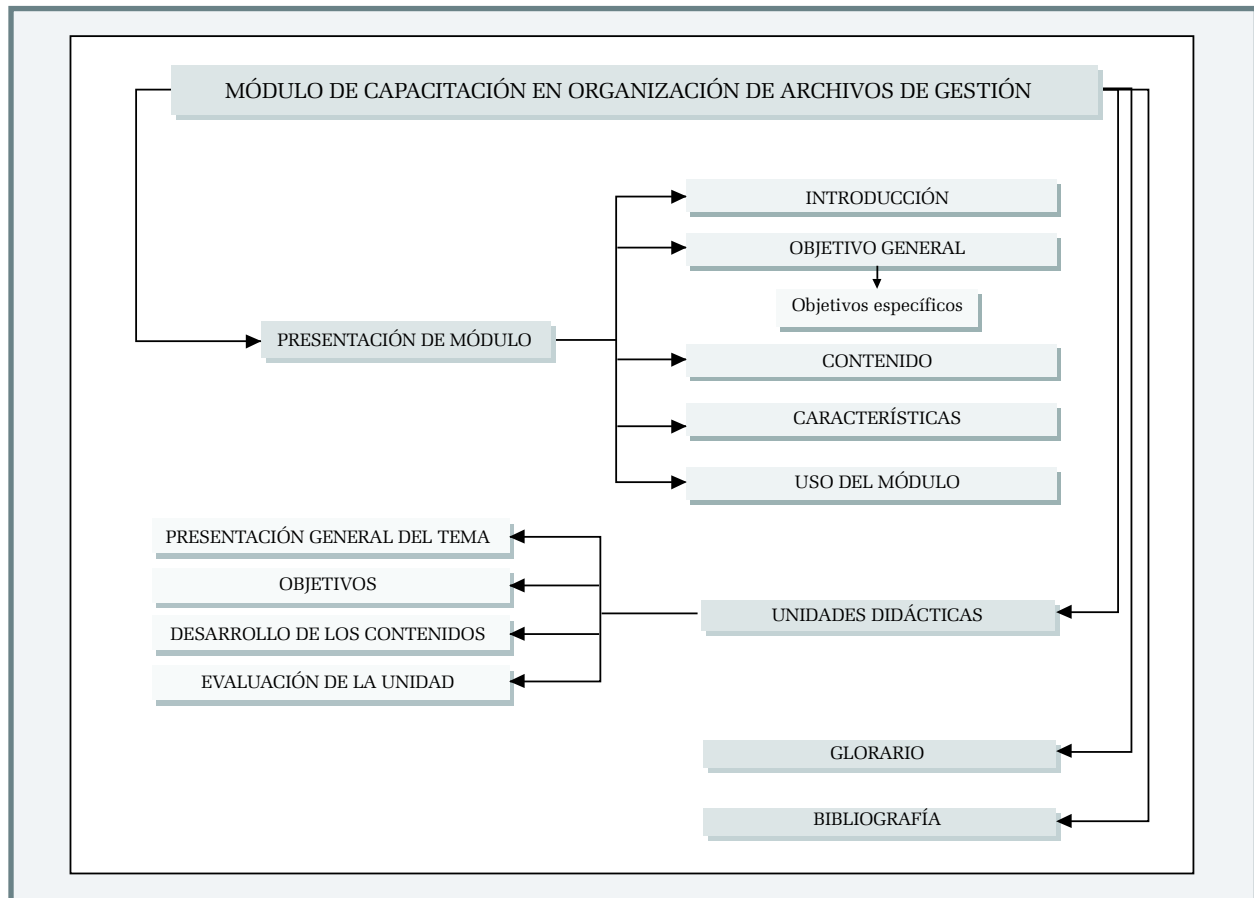 MÓDULO DE CAPACITACIÓN EN ORGANIZACIÓN DE ARCHIVOS DE GESTIÓN
INTRODUCCIÓN
OBJETIVO GENERAL
Objetivos específicos
PRESENTACIÓN DE MÓDULO
CONTENIDO
CARACTERÍSTICAS
USO DEL MÓDULO
PRESENTACIÓN GENERAL DEL TEMA
OBJETIVOS
DESARROLLO DE LOS CONTENIDOS
EVALUACIÓN DE LA UNIDAD
UNIDADES DIDÁCTICAS
GLORARIO
BIBLIOGRAFÍA